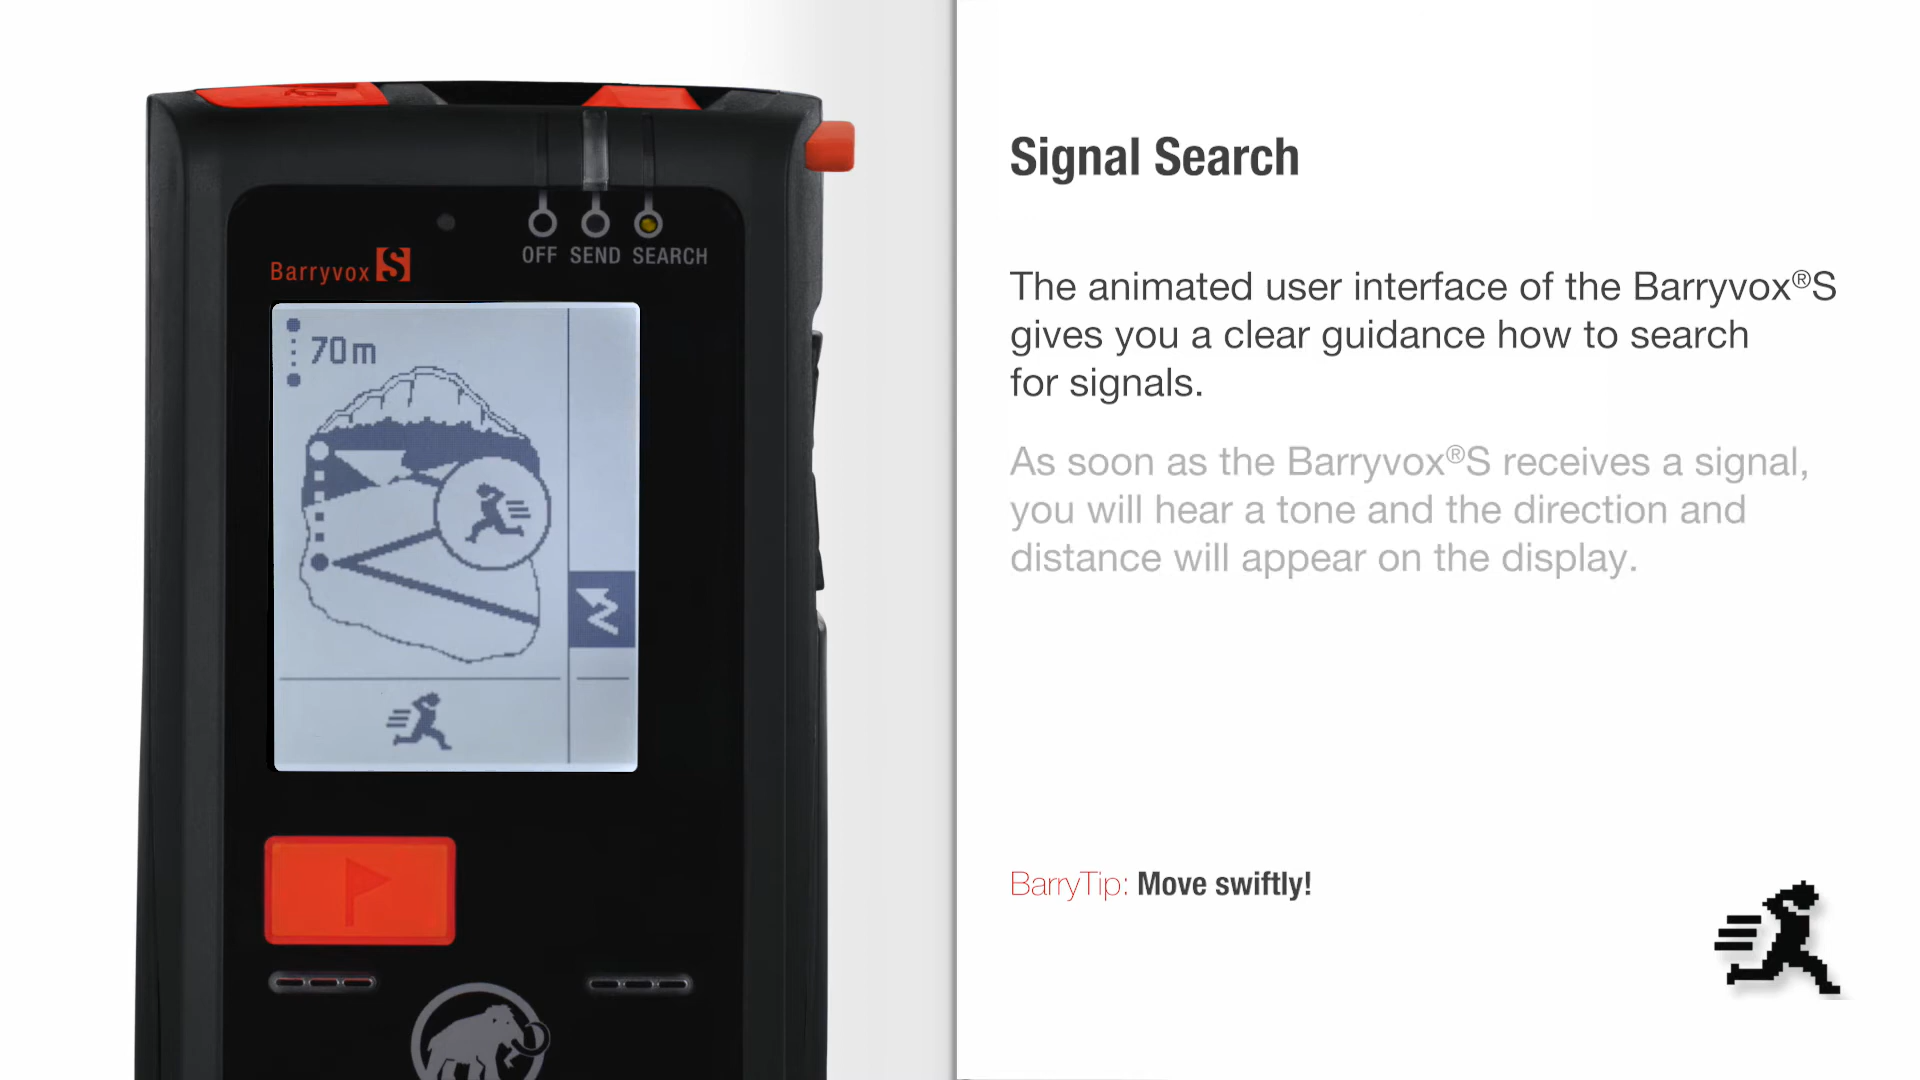 OFF SEND SEARCH
Barryvox S
70m
Signal Search
The animated user interface of the Barryvox®S
gives you a clear guidance how to search
for signals.
As soon as the Barryvox®S receives a signal,
you will hear a tone and the direction and
distance will appear on the display.
BarryTip: Move swiftly!